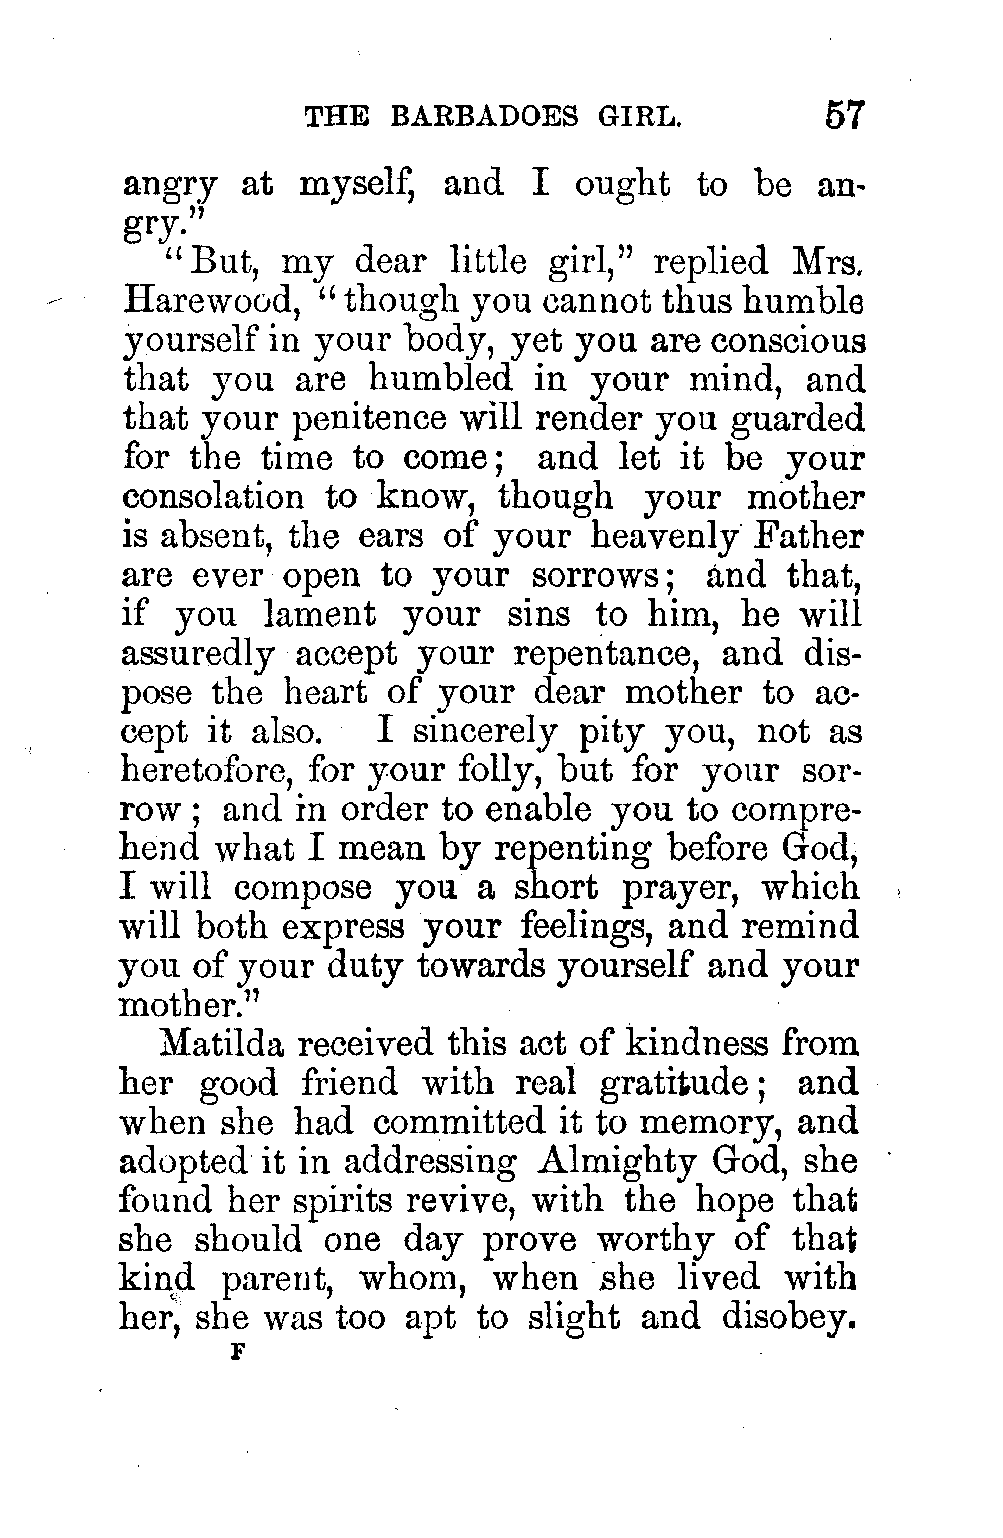 THE BARBADOES GIRL. 57
angry at myself, and I ought to be an-
gry."
"But, my dear little girl," replied Mrs.
Harewood, "though you cannot thus humble
yourself in your body, yet you are conscious
that you are humbled in your mind, and
that your penitence will render you guarded
for the time to come; and let it be your
consolation to know, though your mother
is absent, the ears of your heavenly Father
are ever open to your sorrows; and that,
if you lament your sins to him, he will
assuredly accept your repentance, and dis-
pose the heart of your dear mother to ac-
cept it also. I sincerely pity you, not as
heretofore, for your folly, but for your sor-
row; and in order to enable you to compre-
hend what I mean by repenting before God,
I will compose you a short prayer, which
will both express your feelings, and remind
you of your duty towards yourself and your
mother."
Matilda received this act of kindness from
her good friend with real gratitude; and
when she had committed it to memory, and
adopted it in addressing Almighty God, she
found her spirits revive, with the hope that
she should one day prove worthy of that
kind parent, whom, when she lived with
her, she was too apt to slight and disobey.
F